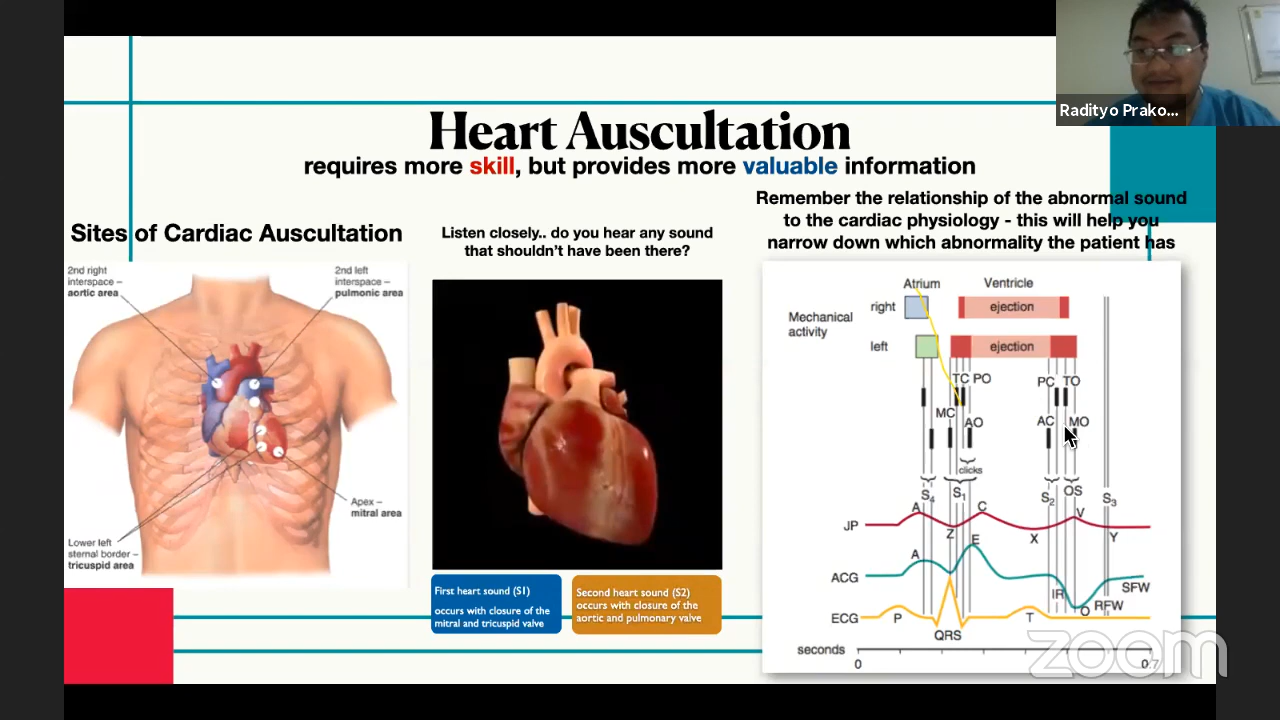 Radityo Prako...
Heart Auscultation
requires more skill, but provides more valuable information
Sites of Cardiac Auscultation
2nd right
interspace –
aortic area
2nd left
interspace –
pulmonic area
Apex –
mitral area
Lower left
sternal border –
tricuspid area
Listen closely.. do you hear any sound
that shouldn't have been there?
First heart sound (S1)
occurs with closure of the
mitral and tricuspid valve
Second heart sound (S2)
occurs with closure of the
aortic and pulmonary valve
Remember the relationship of the abnormal sound
to the cardiac physiology - this will help you
narrow down which abnormality the patient has
Atrium Ventricle
Mechanical
activity
right ejection
left ejection
TC PO PC TO
MC AO AC MO
clicks
S4 S1 S2 OS S3
JP A Z C X V Y
ACG A E IR O RFW SFW
ECG P QRS T
seconds
0 0.7
zoom